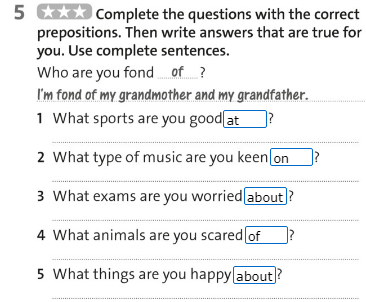 5 ★★★ Complete the questions with the correct
prepositions. Then write answers that are true for
you. Use complete sentences.
Who are you fond of ?
I'm fond of my grandmother and my grandfather.
1 What sports are you good at ?
2 What type of music are you keen on ?
3 What exams are you worried about ?
4 What animals are you scared of ?
5 What things are you happy about ?